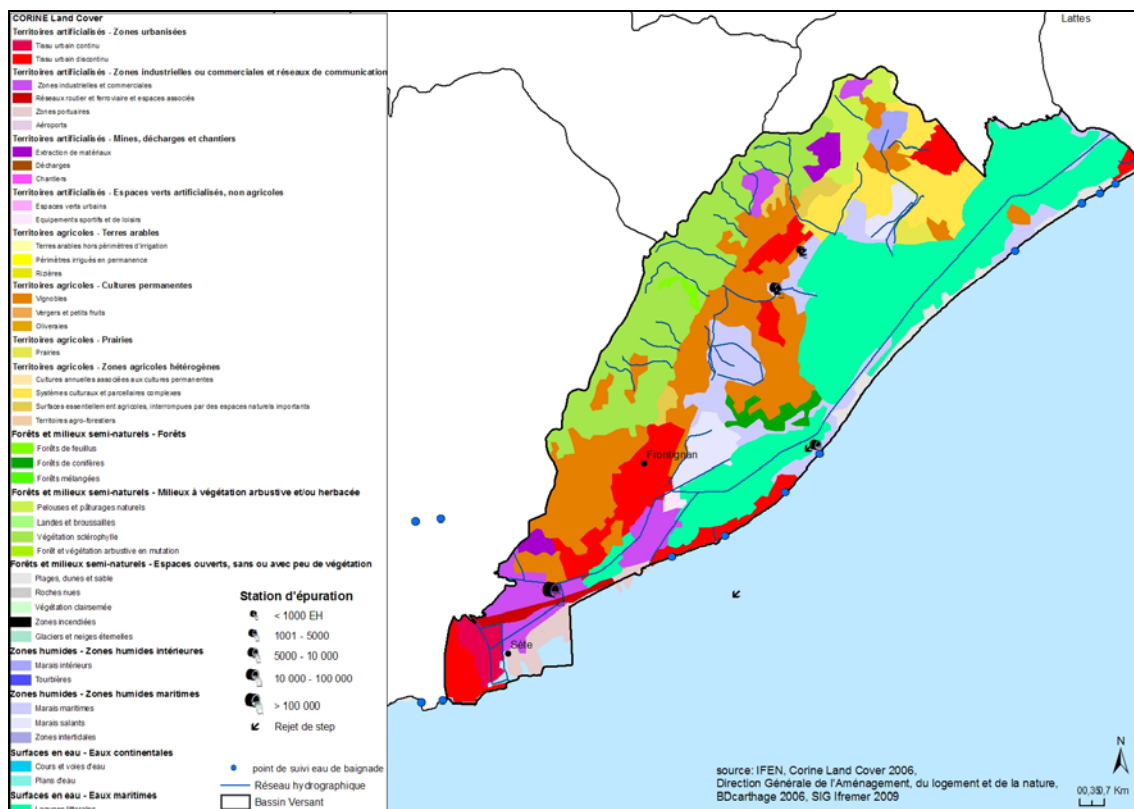 CORINE Land Cover
Territoires artificialisés - Zones urbanisées
Tissu urbain continu
Tissu urbain discontinu
Territoires artificialisés - Zones industrielles ou commerciales et réseaux de communication
Zones industrielles et commerciales
Réseaux routier et ferroviaire et espaces associés
Zones portuaires
Aéroports
Territoires artificialisés - Mines, décharges et chantiers
Extraction de matériaux
Décharges
Chantiers
Territoires artificialisés - Espaces verts artificialisés, non agricoles
Espaces verts urbains
Equipements sportifs et de loisirs
Territoires agricoles - Terres arables
Terres arables hors périmètres d'irrigation
Périmètres irrigués en permanence
Rizières
Territoires agricoles - Cultures permanentes
Vignobles
Vergers et petits fruits
Oliveraies
Territoires agricoles - Prairies
Prairies
Territoires agricoles - Zones agricoles hétérogènes
Cultures annuelles associées aux cultures permanentes
Systèmes culturaux et parcellaires complexes
Surfaces essentiellement agricoles, interrompues par des espaces naturels importants
Territoires agro-forestiers
Forêts et milieux semi-naturels - Forêts
Forêts de feuillus
Forêts de conifères
Forêts mélangées
Forêts et milieux semi-naturels - Milieux à végétation arbustive et/ou herbacée
Pelouses et pâturages naturels
Landes et broussailles
Végétation sclérophylle
Forêt et végétation arbustive en mutation
Forêts et milieux semi-naturels - Espaces ouverts, sans ou avec peu de végétation
Plages, dunes et sable
Roches nues
Végétation clairsemée
Zones incendiées
Glaciers et neiges éternelles
Zones humides - Zones humides intérieures
Marais intérieurs
Tourbières
Zones humides - Zones humides maritimes
Marais maritimes
Marais salants
Zones intertidales
Surfaces en eau - Eaux continentales
Cours et voies d'eau
Plans d'eau
Surfaces en eau - Eaux maritimes
Station d'épuration
< 1000 EH
1001 - 5000
5000 - 10 000
10 000 - 100 000
> 100 000
Rejet de step
point de suivi eau de baignade
Réseau hydrographique
Bassin Versant
Lattes
Frontignan
Sète
source: IFEN, Corine Land Cover 2006,
Direction Générale de l'Aménagement, du logement et de la nature,
BDcarthage 2006, SIG Ifremer 2009
N
00,350,7 Km